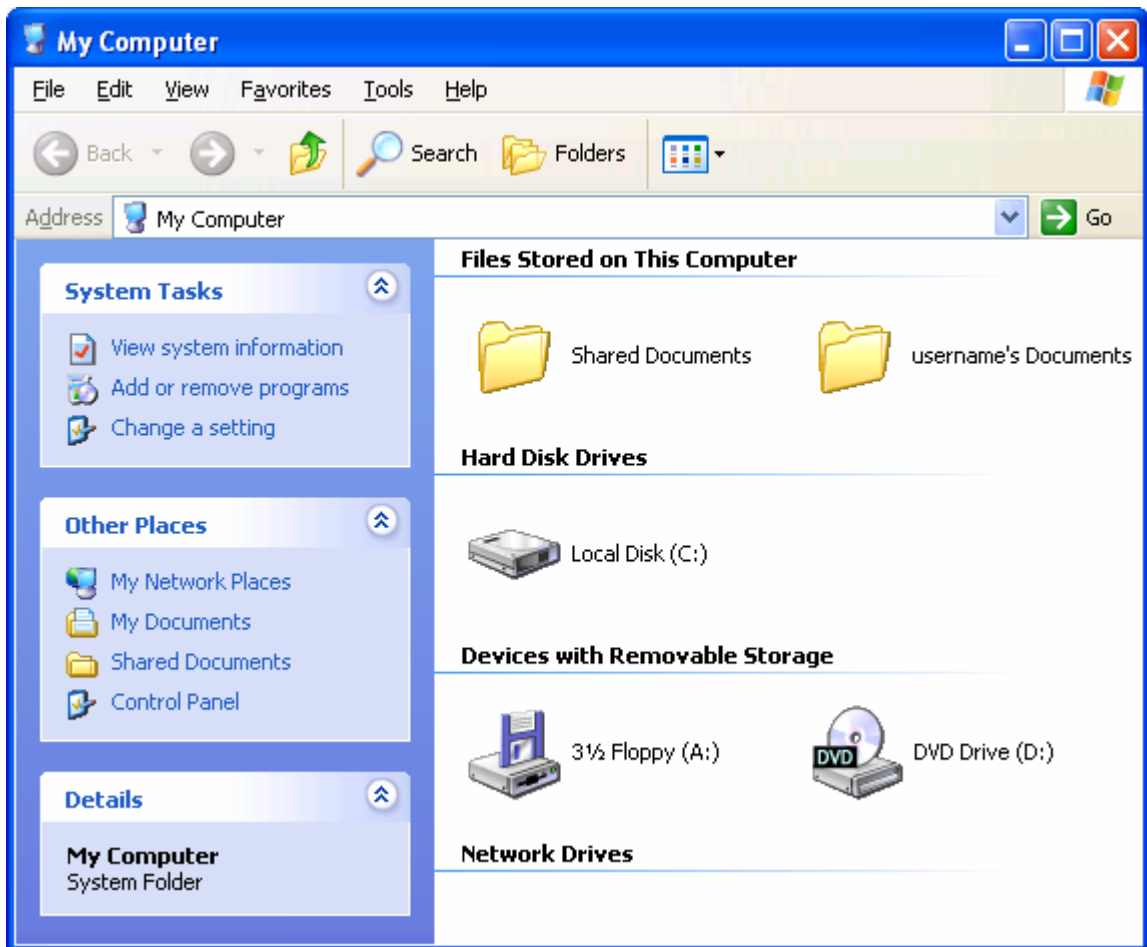 My Computer
File Edit View Favorites Tools Help
Back Search Folders
Address My Computer Go
System Tasks
View system information
Add or remove programs
Change a setting
Other Places
My Network Places
My Documents
Shared Documents
Control Panel
Details
My Computer
System Folder
Files Stored on This Computer
Shared Documents username's Documents
Hard Disk Drives
Local Disk (C:)
Devices with Removable Storage
3½ Floppy (A:) DVD DVD Drive (D:)
Network Drives